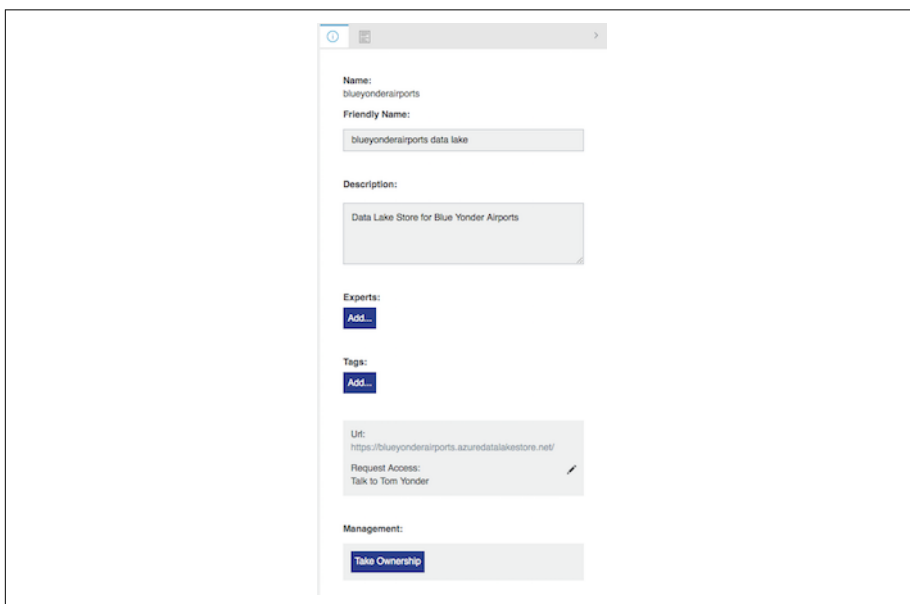 Name:
blueyonderairports
Friendly Name:
blueyonderairports data lake
Description:
Data Lake Store for Blue Yonder Airports
Experts:
Add...
Tags:
Add...
Url:
https://blueyonderairports.azuredatalakestore.net/
Request Access:
Talk to Tom Yonder
Management:
Take Ownership